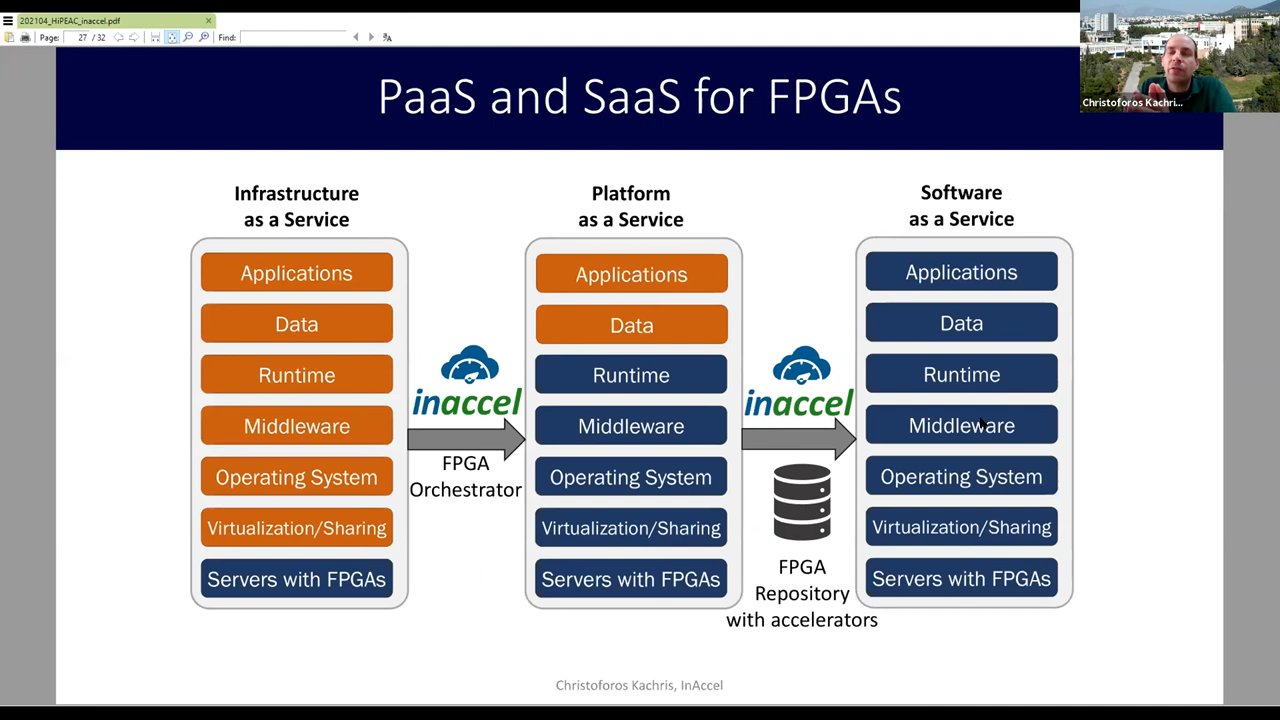 202104_HiPEAC_inaccel.pdf
Page: 27 / 32 Find:
Christoforos Kachri...
PaaS and SaaS for FPGAs
Infrastructure
as a Service
Applications
Data
Runtime
Middleware
Operating System
Virtualization/Sharing
Servers with FPGAs
inaccel
FPGA
Orchestrator
Platform
as a Service
Applications
Data
Runtime
Middleware
Operating System
Virtualization/Sharing
Servers with FPGAs
inaccel
FPGA
Repository
with accelerators
Software
as a Service
Applications
Data
Runtime
Middleware
Operating System
Virtualization/Sharing
Servers with FPGAs
Christoforos Kachris, InAccel